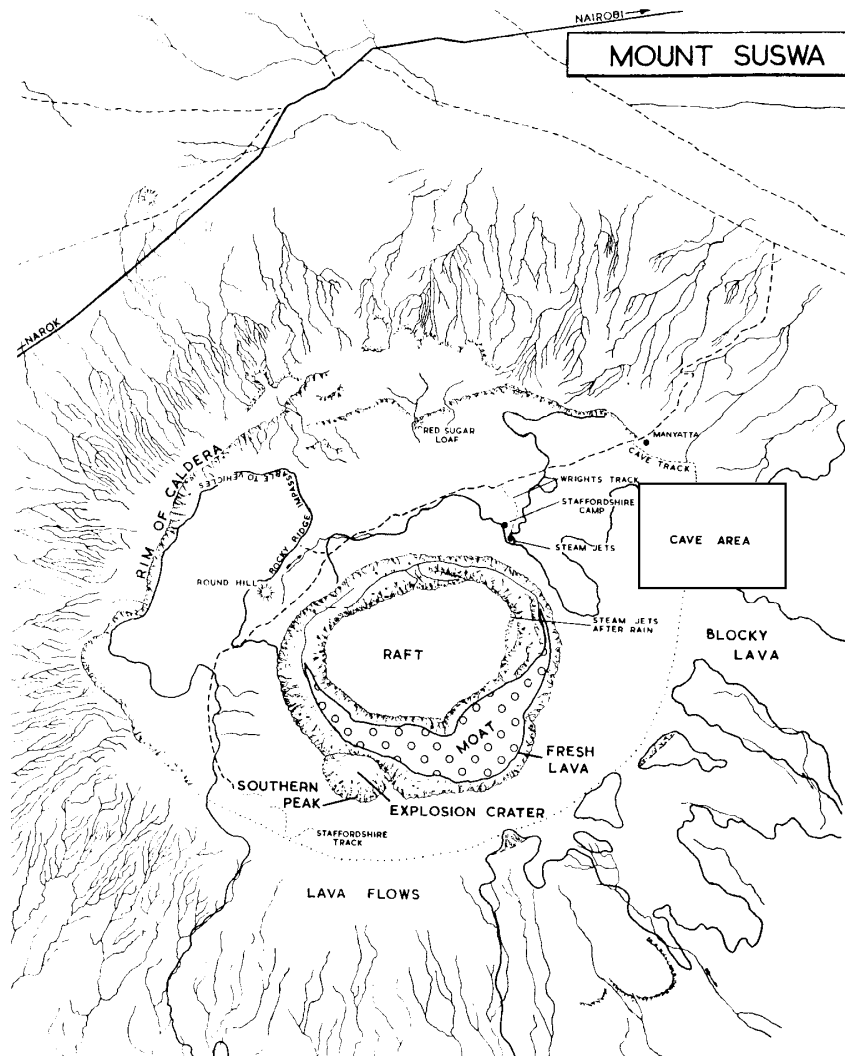 NAIROBI
MOUNT SUSWA
NAROK
RED SUGAR
LOAF
MANYATTA
CAVE TRACK
RIM OF CALDERA
IMPASSABLE TO VEHICLES
ROCKY RIDGE
WRIGHTS TRACK
STAFFORDSHIRE
CAMP
STEAM JETS
CAVE AREA
ROUND HILL
STEAM JETS
AFTER RAIN
BLOCKY
LAVA
RAFT
MOAT
FRESH
LAVA
SOUTHERN
PEAK
EXPLOSION CRATER
STAFFORDSHIRE
TRACK
LAVA FLOWS